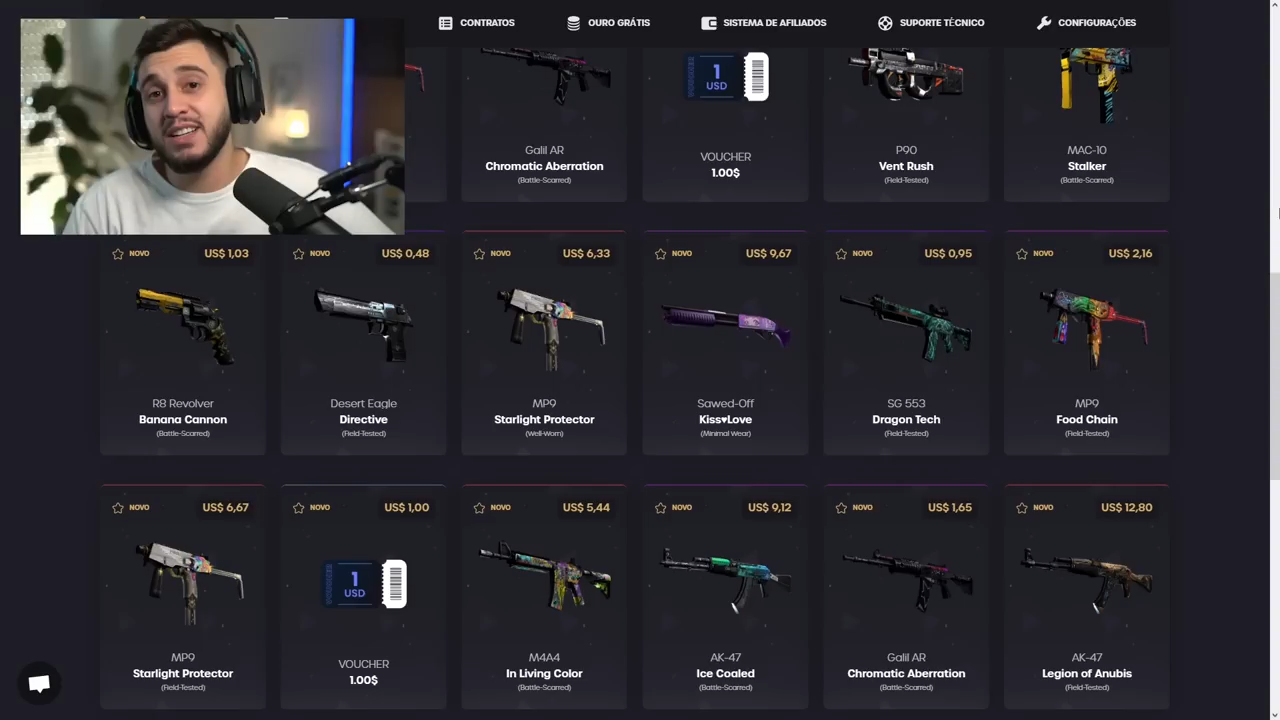 CONTRATOS
OURO GRÁTIS
SISTEMA DE AFILIADOS
SUPORTE TÉCNICO
CONFIGURAÇÕES
1
USD
Galil AR
Chromatic Aberration
(Battle-Scarred)
VOUCHER
1.00$
P90
Vent Rush
(Field-Tested)
MAC-10
Stalker
(Battle-Scarred)
NOVO US$ 1,03
R8 Revolver
Banana Cannon
(Battle-Scarred)
NOVO US$ 0,48
Desert Eagle
Directive
(Field-Tested)
NOVO US$ 6,33
MP9
Starlight Protector
(Well-Worn)
NOVO US$ 9,67
Sawed-Off
Kiss♥Love
(Minimal Wear)
NOVO US$ 0,95
SG 553
Dragon Tech
(Field-Tested)
NOVO US$ 2,16
MP9
Food Chain
(Field-Tested)
NOVO US$ 6,67
MP9
Starlight Protector
(Field-Tested)
NOVO US$ 1,00
VOUCHER
1
USD
VOUCHER
1.00$
NOVO US$ 5,44
M4A4
In Living Color
(Battle-Scarred)
NOVO US$ 9,12
AK-47
Ice Coaled
(Battle-Scarred)
NOVO US$ 1,65
Galil AR
Chromatic Aberration
(Battle-Scarred)
NOVO US$ 12,80
AK-47
Legion of Anubis
(Field-Tested)